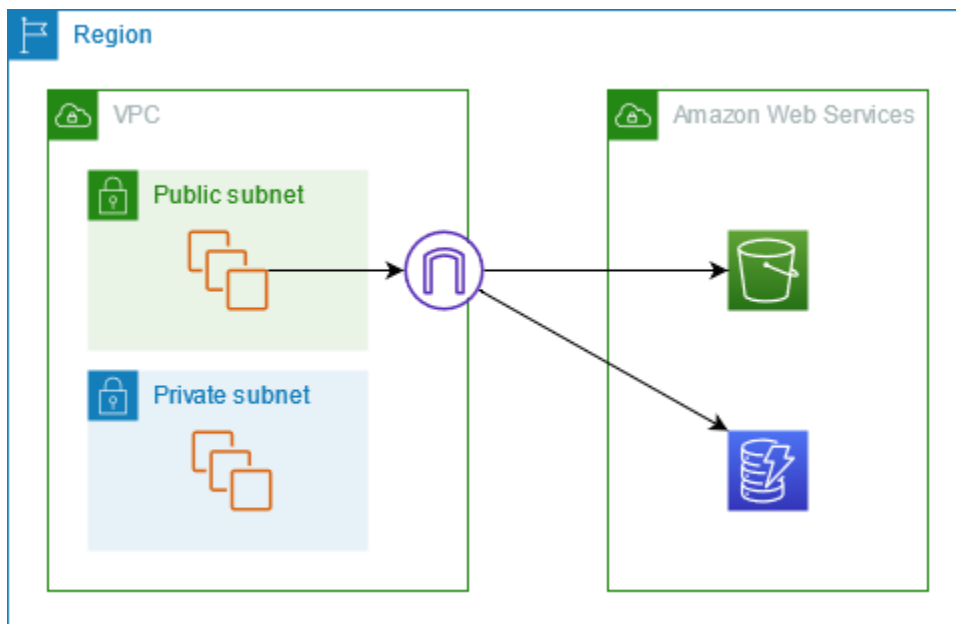 Region
VPC
Amazon Web Services
Public subnet
Private subnet